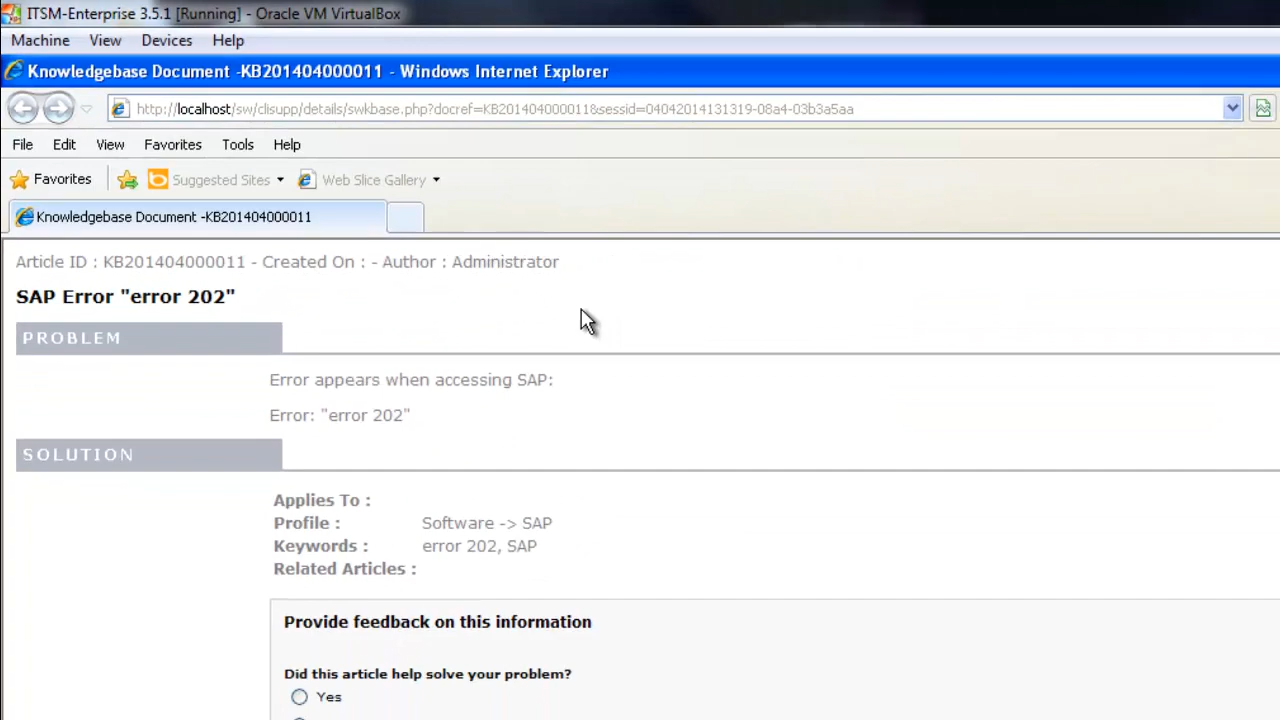 ITSM-Enterprise 3.5.1 [Running] - Oracle VM VirtualBox
Machine View Devices Help
Knowledgebase Document -KB201404000011 - Windows Internet Explorer
http://localhost/sw/clisupp/details/swkbase.php?docref=KB201404000011&sessid=04042014131319-08a4-03b3a5aa
File Edit View Favorites Tools Help
Favorites Suggested Sites Web Slice Gallery
Knowledgebase Document -KB201404000011
Article ID : KB201404000011 - Created On : - Author : Administrator
SAP Error "error 202"
PROBLEM
Error appears when accessing SAP:
Error: "error 202"
SOLUTION
Applies To :
Profile : Software -> SAP
Keywords : error 202, SAP
Related Articles :
Provide feedback on this information
Did this article help solve your problem?
Yes